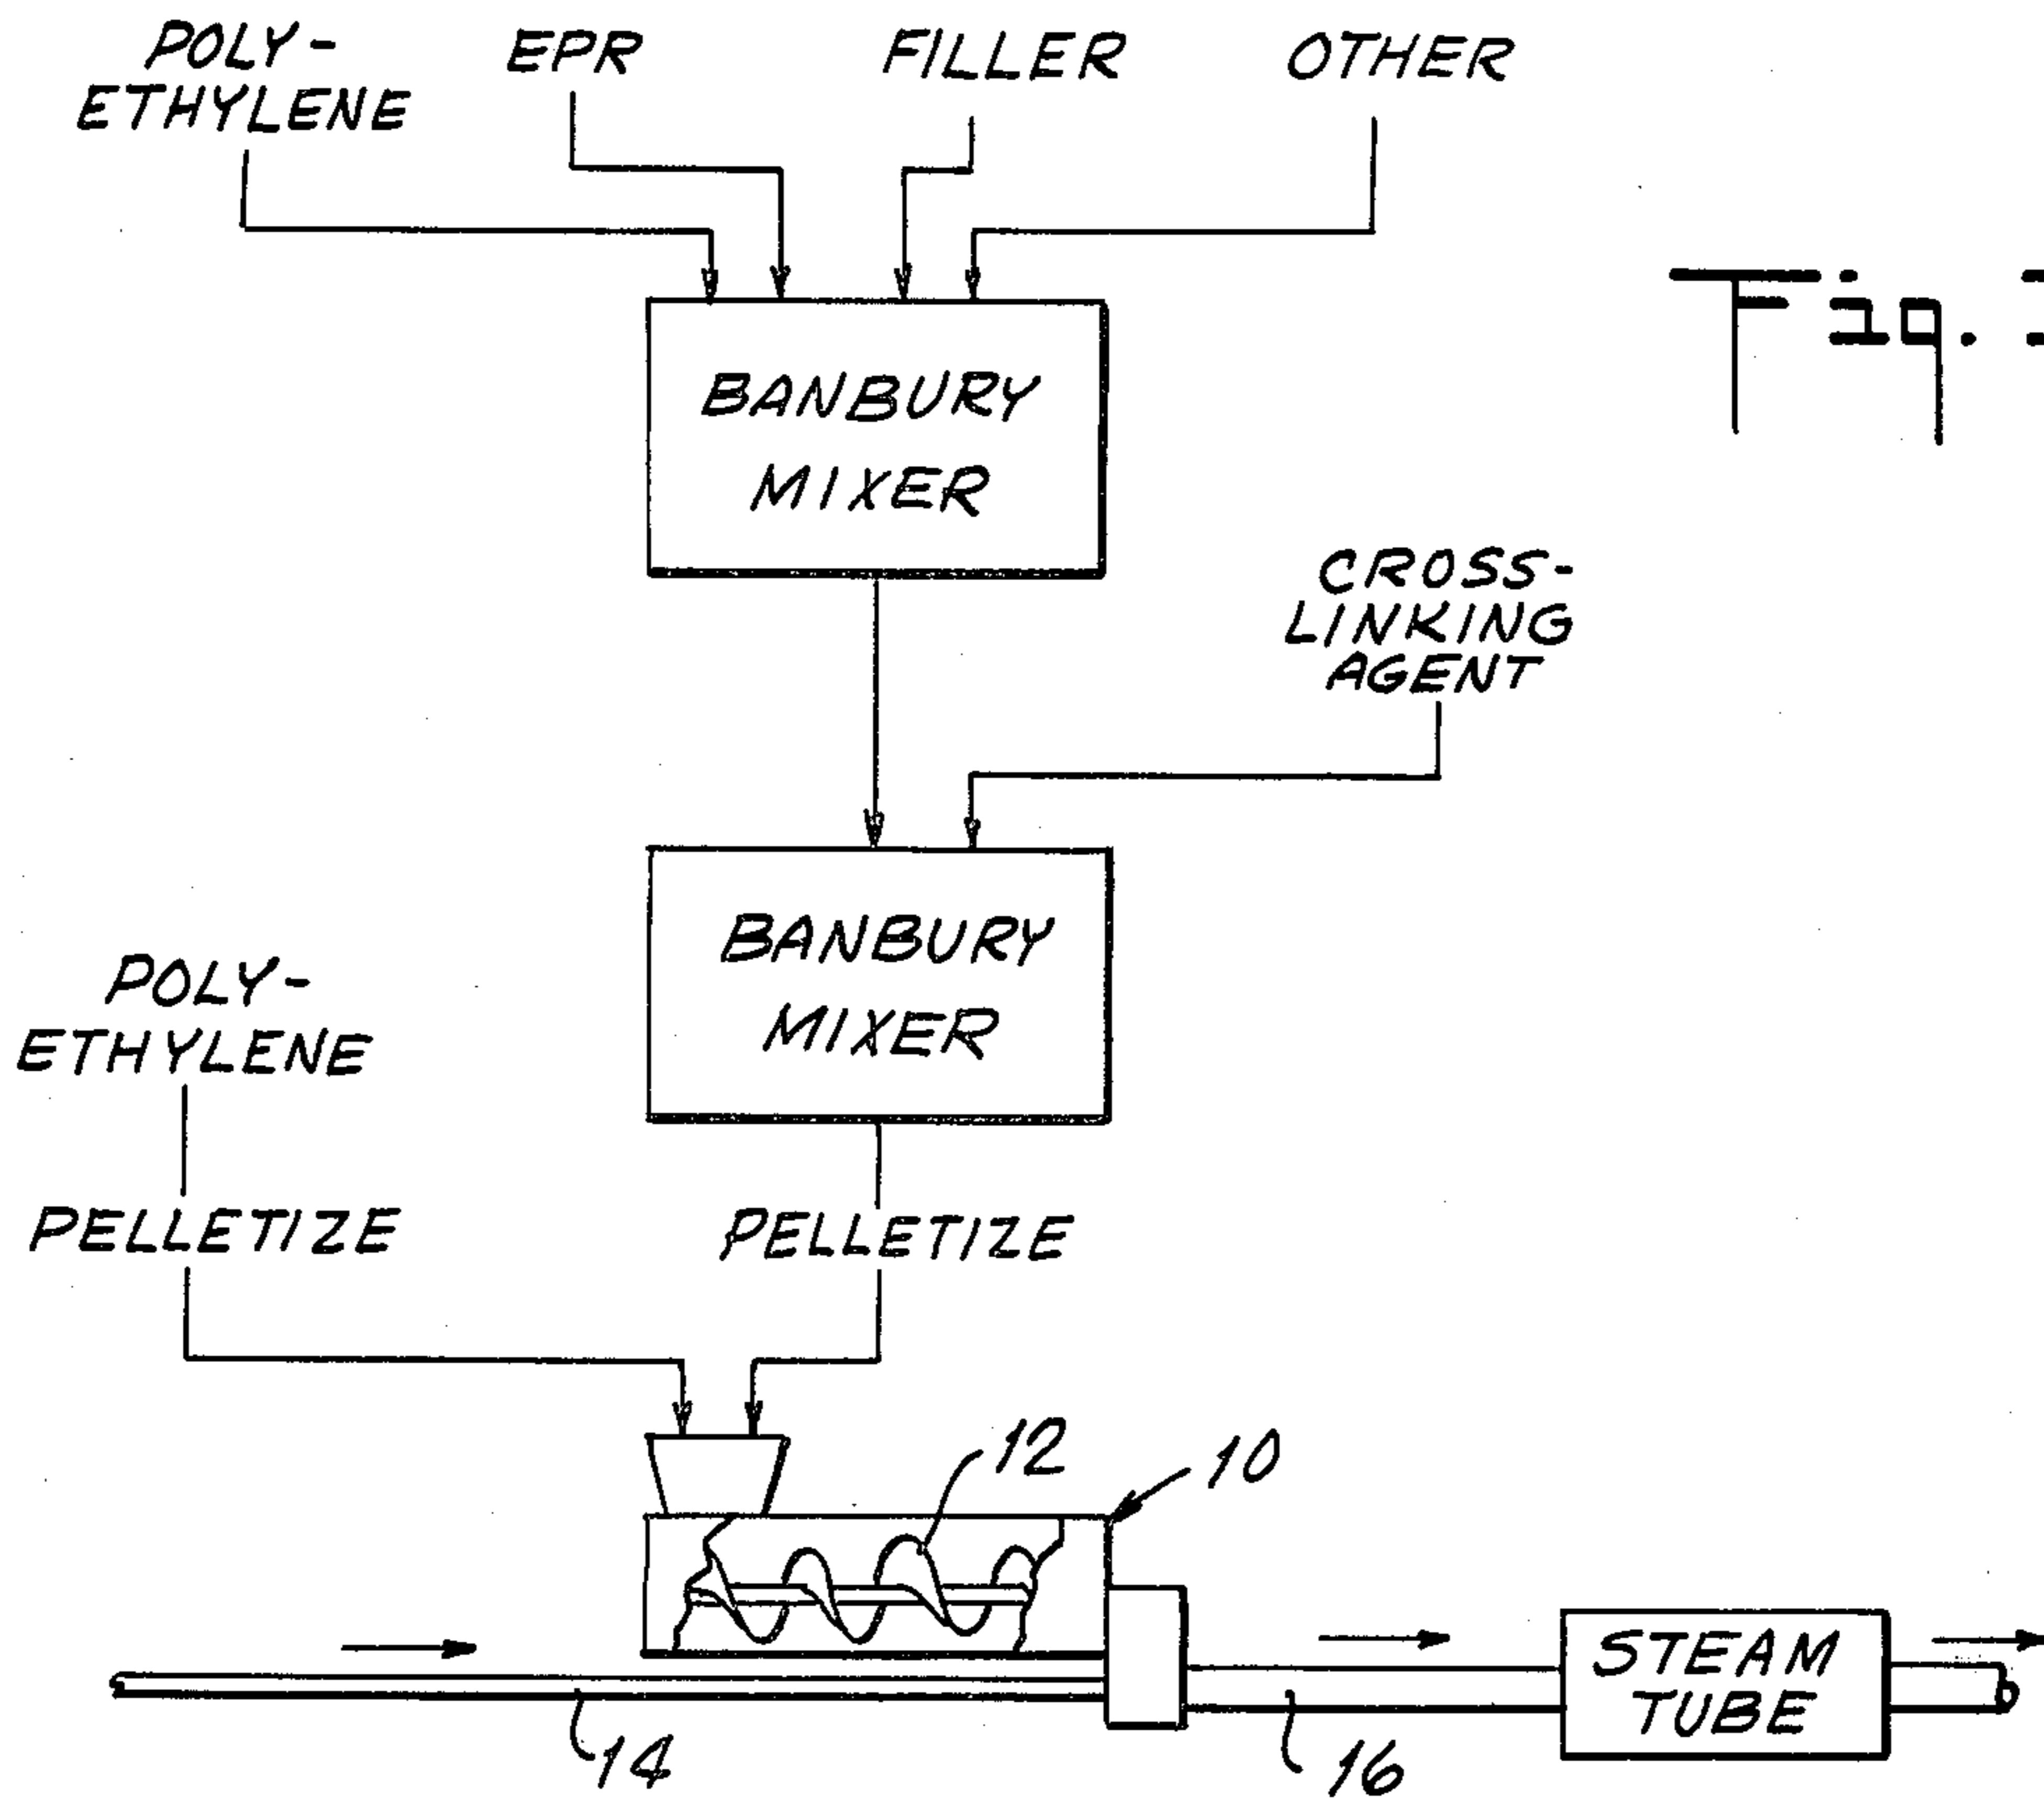 POLY-
ETHYLENE
EPR
FILLER
OTHER
BANBURY
MIXER
Fig.
CROSS-
LINKING
AGENT
BANBURY
MIXER
POLY-
ETHYLENE
PELLETIZE
PELLETIZE
12
10
STEAM
TUBE
14
16